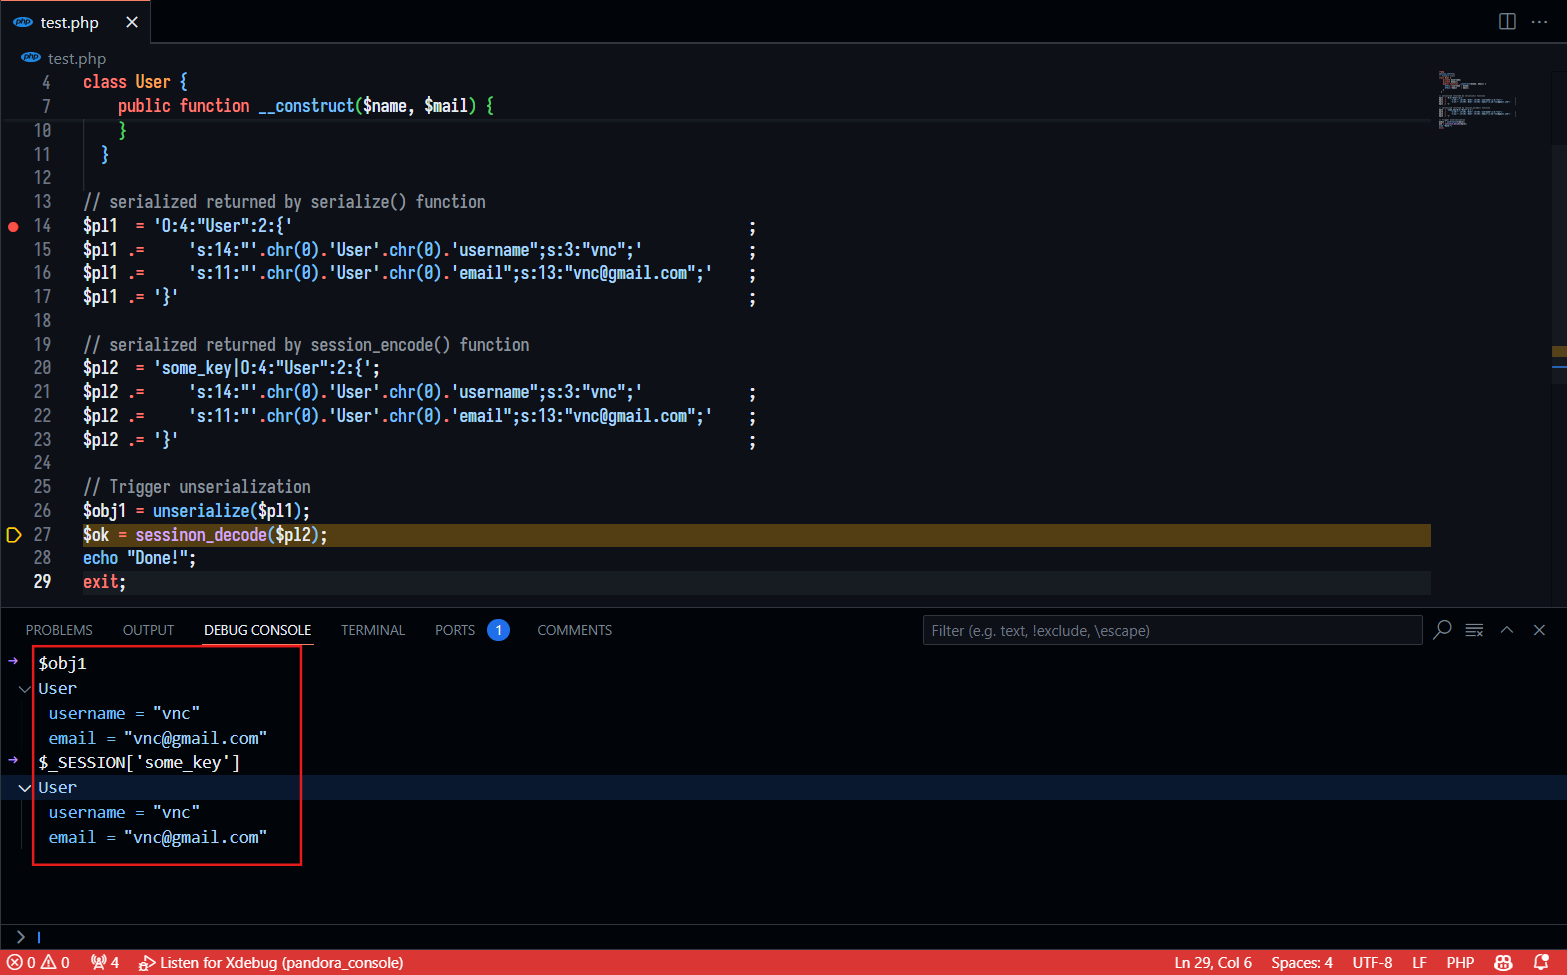 test.php
test.php
4 class User {
7 public function __construct($name, $mail) {
10 }
11 }
12
13 // serialized returned by serialize() function
14 $pl1 = 'O:4:"User":2:{' ;
15 $pl1 .= 's:14:"'.chr(0).'User'.chr(0).'username";s:3:"vnc";' ;
16 $pl1 .= 's:11:"'.chr(0).'User'.chr(0).'email";s:13:"vnc@gmail.com";' ;
17 $pl1 .= '}' ;
18
19 // serialized returned by session_encode() function
20 $pl2 = 'some_key|O:4:"User":2:{';
21 $pl2 .= 's:14:"'.chr(0).'User'.chr(0).'username";s:3:"vnc";' ;
22 $pl2 .= 's:11:"'.chr(0).'User'.chr(0).'email";s:13:"vnc@gmail.com";' ;
23 $pl2 .= '}' ;
24
25 // Trigger unserialization
26 $obj1 = unserialize($pl1);
27 $ok = sessinon_decode($pl2);
28 echo "Done!";
29 exit;
PROBLEMS OUTPUT DEBUG CONSOLE TERMINAL PORTS 1 COMMENTS Filter (e.g. text, !exclude, \escape)
$obj1
User
username = "vnc"
email = "vnc@gmail.com"
$_SESSION['some_key']
User
username = "vnc"
email = "vnc@gmail.com"
0 0 4 Listen for Xdebug (pandora_console) Ln 29, Col 6 Spaces: 4 UTF-8 LF PHP